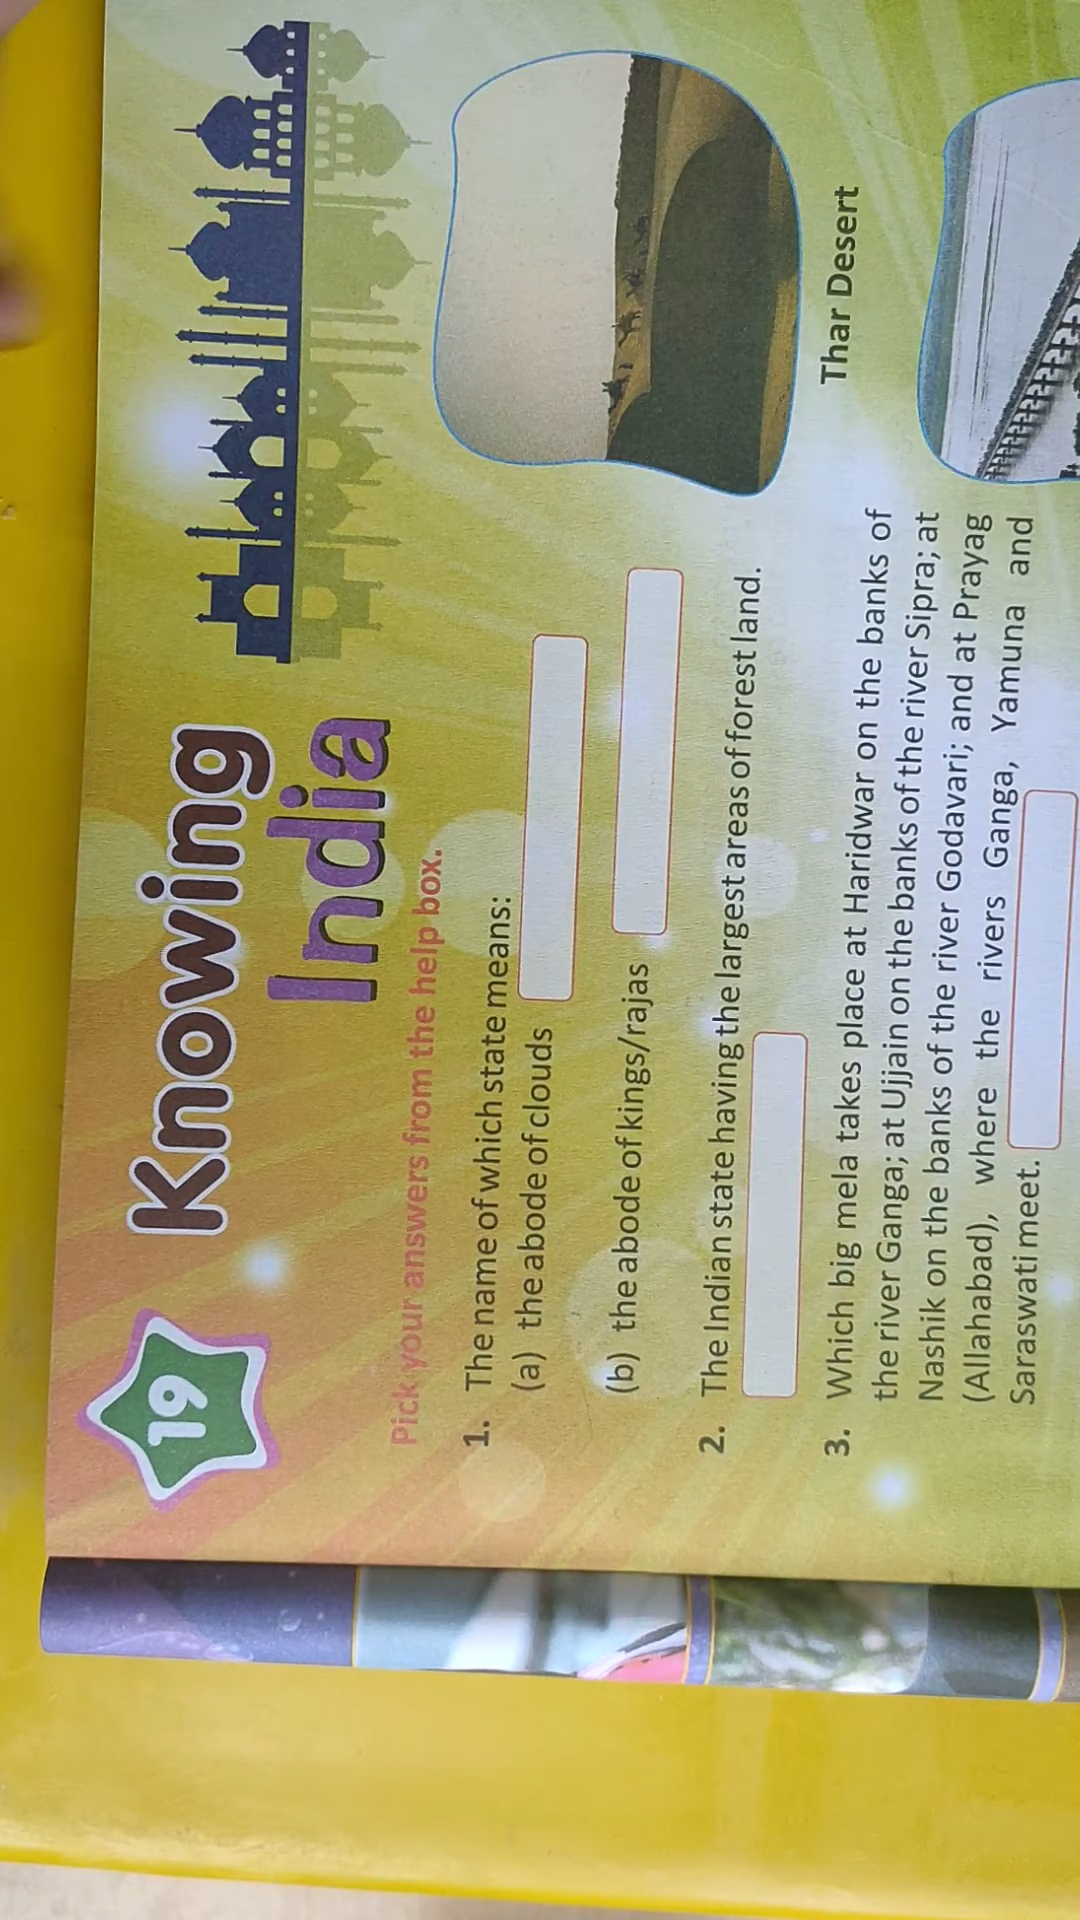 19
Knowing
India
Pick your answers from the help box.
1. The name of which state means:
(a) the abode of clouds
(b) the abode of kings/rajas
2. The Indian state having the largest areas of forest land.
3. Which big mela takes place at Haridwar on the banks of
the river Ganga; at Ujjain on the banks of the river Sipra; at
Nashik on the banks of the river Godavari; and at Prayag
(Allahabad), where the rivers Ganga, Yamuna and
Saraswati meet.
Thar Desert